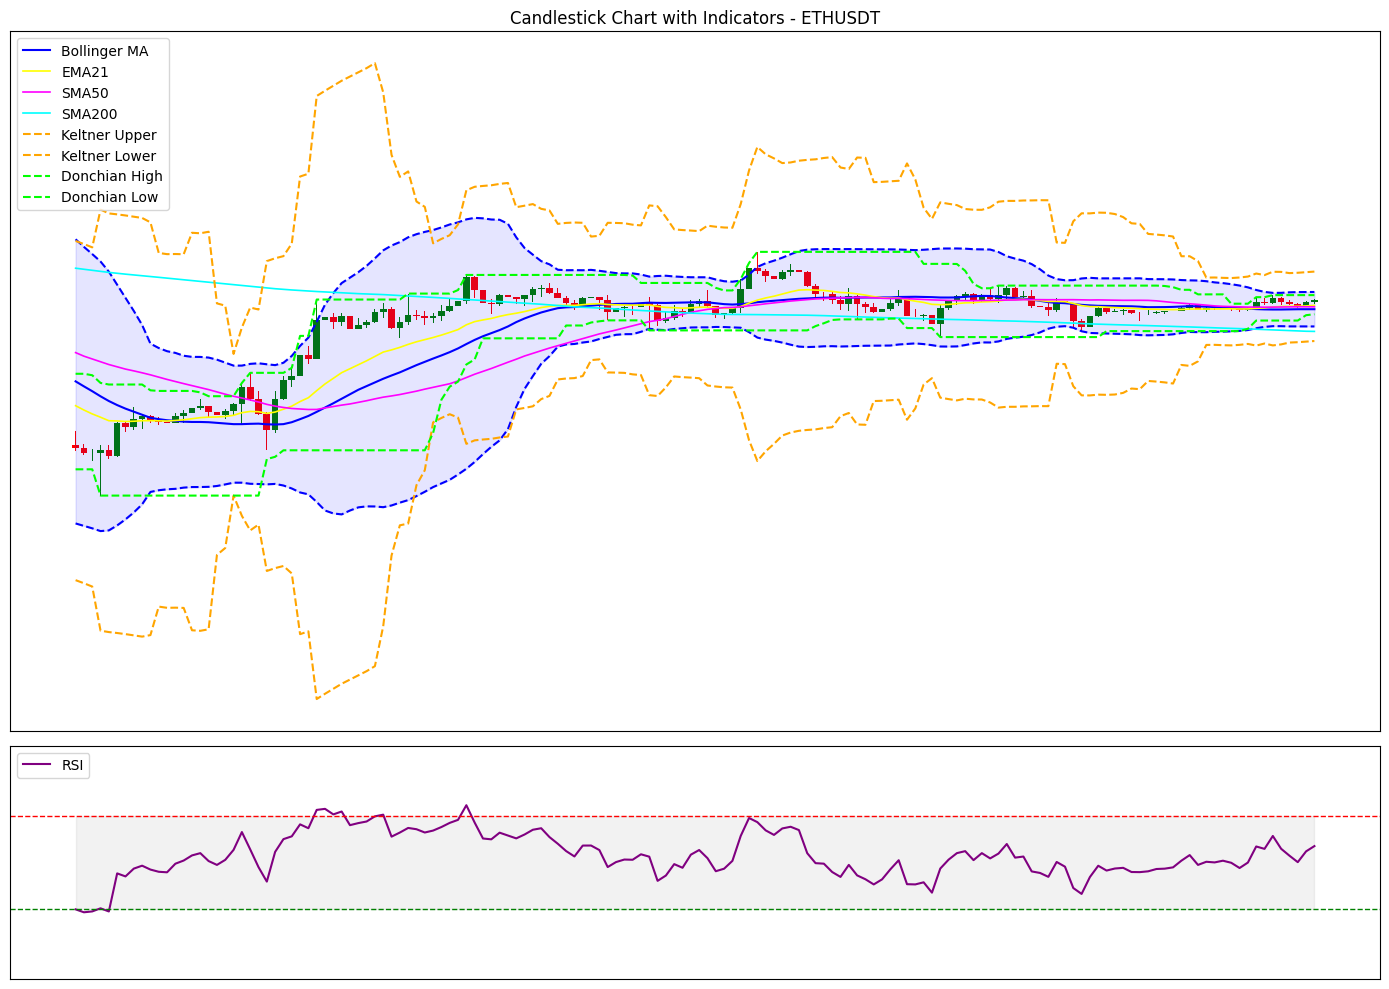 Candlestick Chart with Indicators - ETHUSDT
Bollinger MA
EMA21
SMA50
SMA200
Keltner Upper
Keltner Lower
Donchian High
Donchian Low
RSI